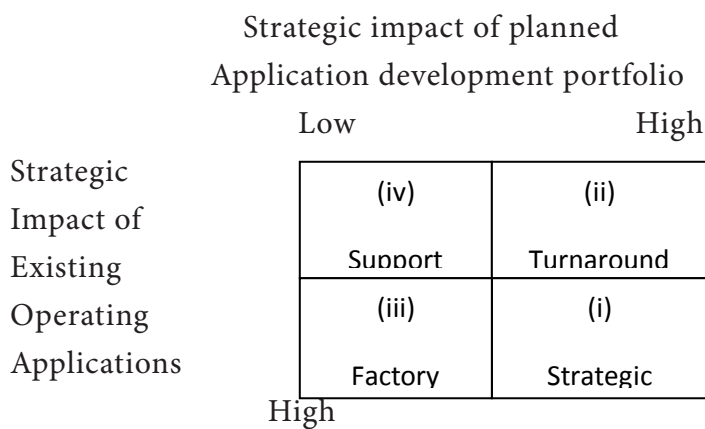 Strategic impact of planned
Application development portfolio
Low High
Strategic
Impact of
Existing
Operating
Applications
(iv) (ii)
Support Turnaround
(iii) (i)
Factory Strategic
High